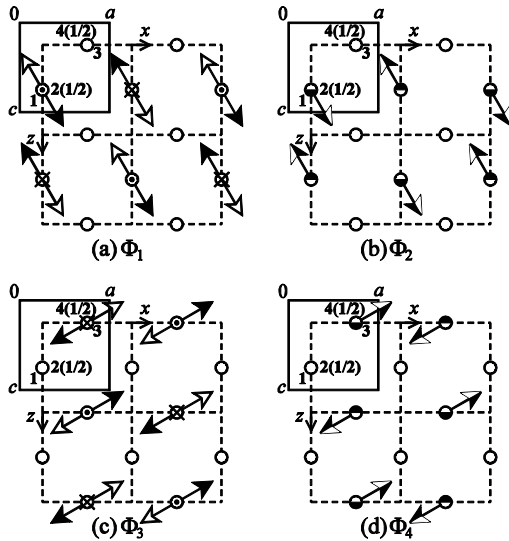 0 a
4(1/2) x
3
1 2(1/2)
c
z
(a) Φ1
0 a
4(1/2) x
3
1 2(1/2)
c
z
(b) Φ2
0 a
4(1/2) x
3
1 2(1/2)
c
z
(c) Φ3
0 a
4(1/2) x
3
1 2(1/2)
c
z
(d) Φ4